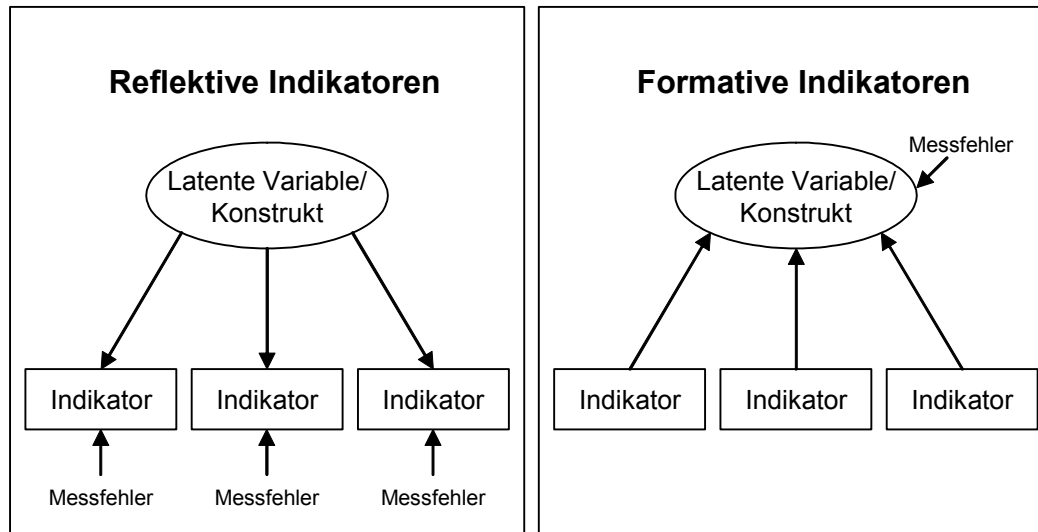 Reflektive Indikatoren
Latente Variable/
Konstrukt
Indikator
Indikator
Indikator
Messfehler
Messfehler
Messfehler
Formative Indikatoren
Messfehler
Latente Variable/
Konstrukt
Indikator
Indikator
Indikator